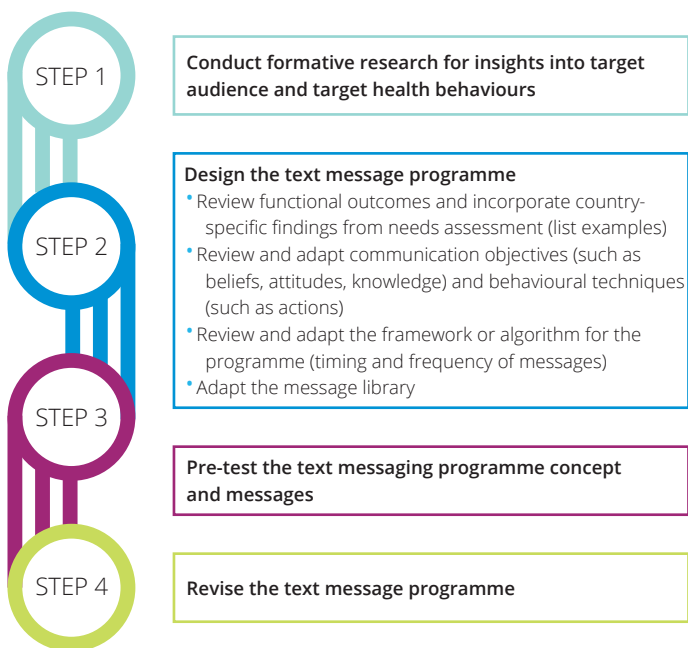 STEP 1
Conduct formative research for insights into target
audience and target health behaviours
STEP 2
Design the text message programme
• Review functional outcomes and incorporate country-
specific findings from needs assessment (list examples)
• Review and adapt communication objectives (such as
beliefs, attitudes, knowledge) and behavioural techniques
(such as actions)
• Review and adapt the framework or algorithm for the
programme (timing and frequency of messages)
• Adapt the message library
STEP 3
Pre-test the text messaging programme concept
and messages
STEP 4
Revise the text message programme